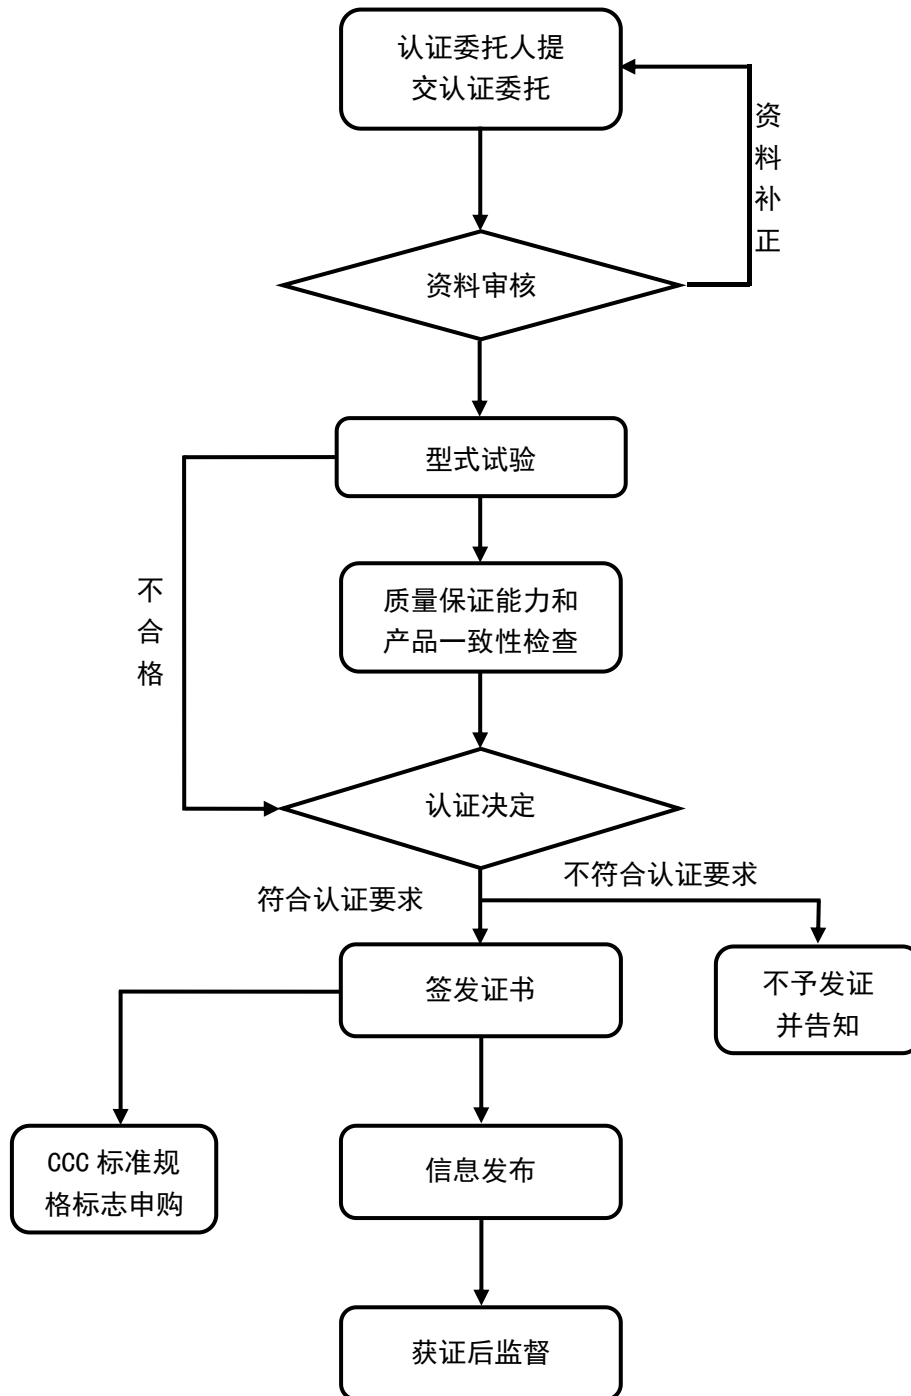 认证委托人提
交认证委托
资料补正
资料审核
型式试验
不合格
质量保证能力和
产品一致性检查
认证决定
符合认证要求
不符合认证要求
签发证书
不予发证
并告知
CCC 标准规
格标志申购
信息发布
获证后监督